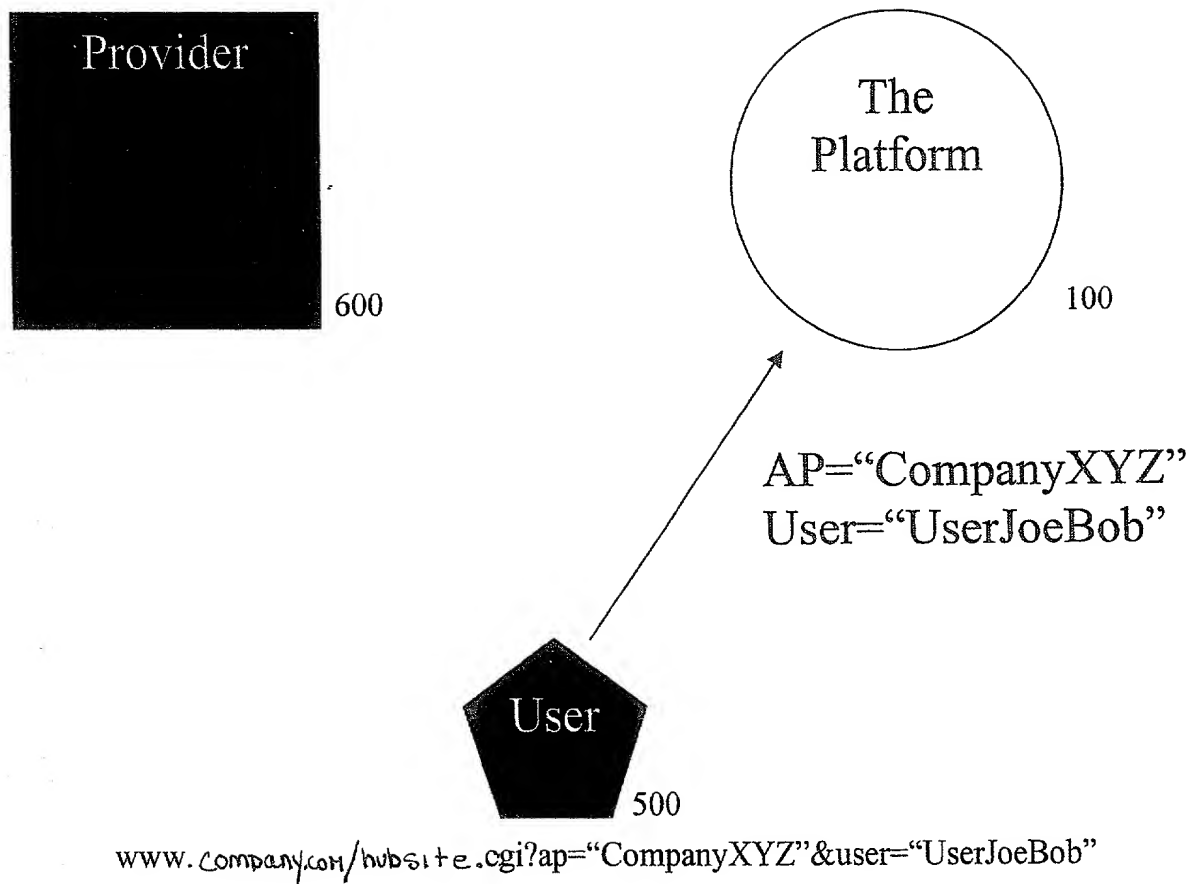 Provider
The
Platform
600
100
AP=“CompanyXYZ”
User=“UserJoeBob”
User
500
www.company.com/hubsite.cgi?ap=“CompanyXYZ”&user=“UserJoeBob”